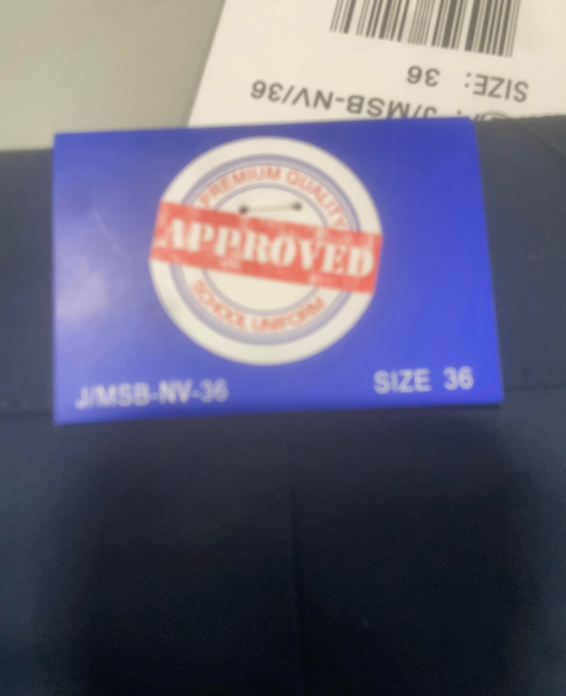 SIZE: 36
J/MSB-NV/36
PREMIUM QUALITY
APPROVED
SCHOOL UNIFORM
J/MSB-NV-36
SIZE 36